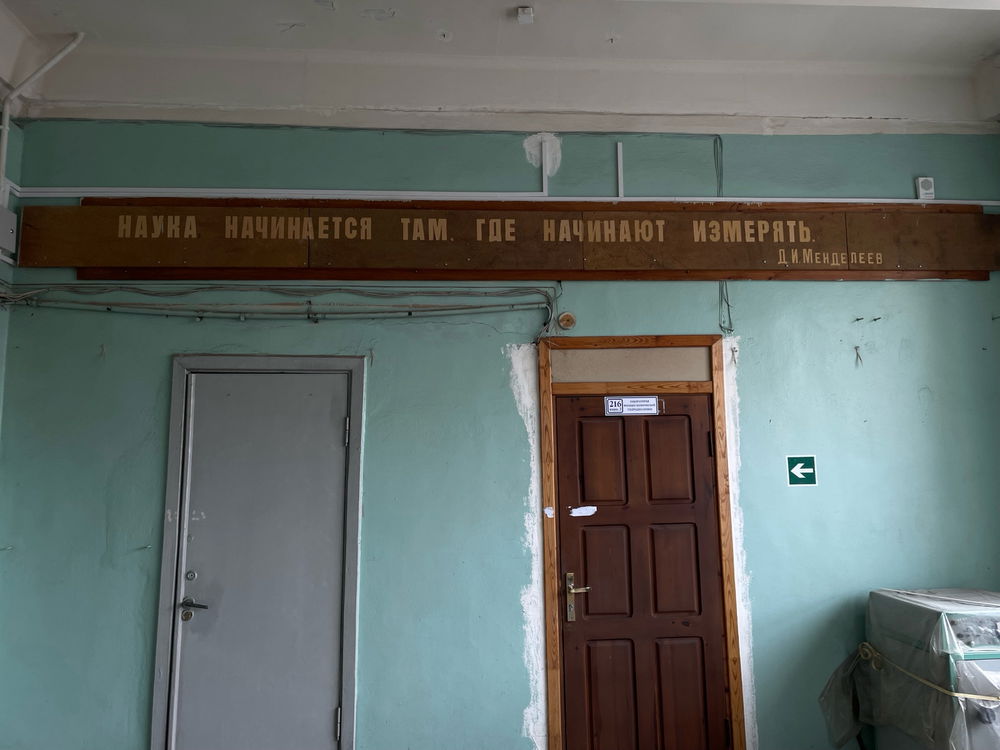 НАУКА НАЧИНАЕТСЯ ТАМ, ГДЕ НАЧИНАЮТ ИЗМЕРЯТЬ.
Д.И.МЕНДЕЛЕЕВ
216